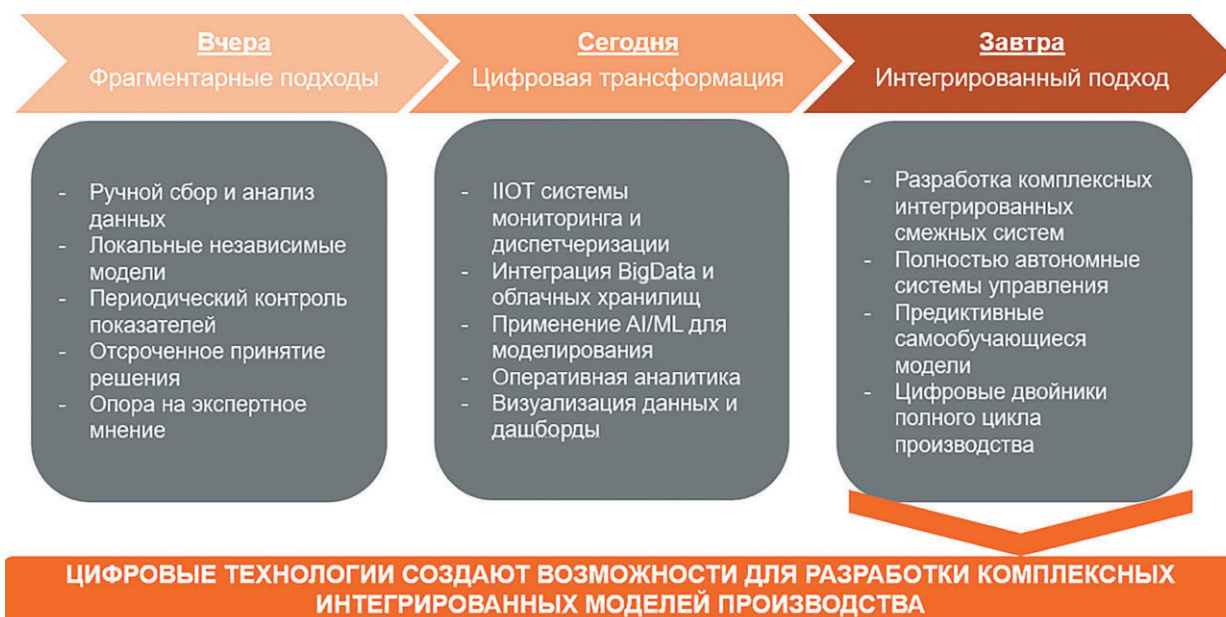 Вчера
Фрагментарные подходы
Сегодня
Цифровая трансформация
Завтра
Интегрированный подход
- Ручной сбор и анализ
данных
- Локальные независимые
модели
- Периодический контроль
показателей
- Отсроченное принятие
решения
- Опора на экспертное
мнение
- IIOT системы
мониторинга и
диспетчеризации
- Интеграция BigData и
облачных хранилищ
- Применение AI/ML для
моделирования
- Оперативная аналитика
- Визуализация данных и
дашборды
- Разработка комплексных
интегрированных
смежных систем
- Полностью автономные
системы управления
- Предиктивные
самообучающиеся
модели
- Цифровые двойники
полного цикла
производства
ЦИФРОВЫЕ ТЕХНОЛОГИИ СОЗДАЮТ ВОЗМОЖНОСТИ ДЛЯ РАЗРАБОТКИ КОМПЛЕКСНЫХ
ИНТЕГРИРОВАННЫХ МОДЕЛЕЙ ПРОИЗВОДСТВА